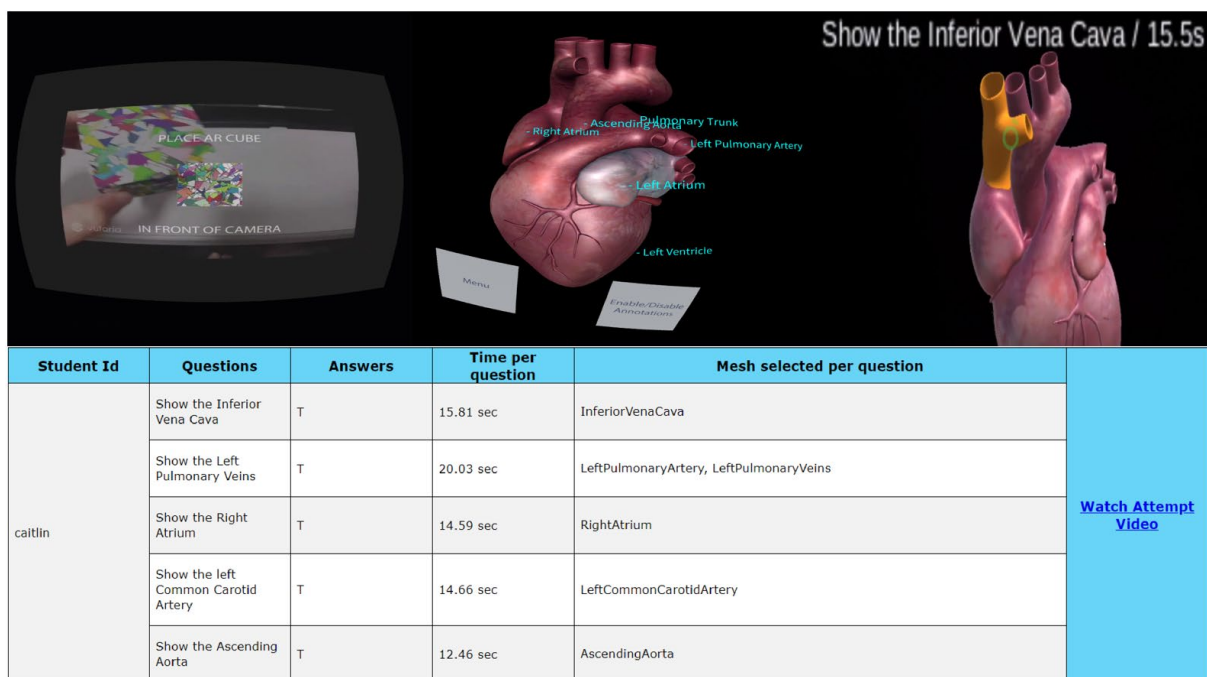 PLACE AR CUBE
vuforia
IN FRONT OF CAMERA
- Right Atrium
- Ascending Aorta
Pulmonary Trunk
Left Pulmonary Artery
- Left Atrium
- Left Ventricle
Menu
Enable/Disable
Annotations
Show the Inferior Vena Cava / 15.5s
Student Id
Questions
Answers
Time per
question
Mesh selected per question
caitlin
Show the Inferior
Vena Cava
T
15.81 sec
InferiorVenaCava
Show the Left
Pulmonary Veins
T
20.03 sec
LeftPulmonaryArtery, LeftPulmonaryVeins
Show the Right
Atrium
T
14.59 sec
RightAtrium
Show the left
Common Carotid
Artery
T
14.66 sec
LeftCommonCarotidArtery
Show the Ascending
Aorta
T
12.46 sec
AscendingAorta
Watch Attempt
Video